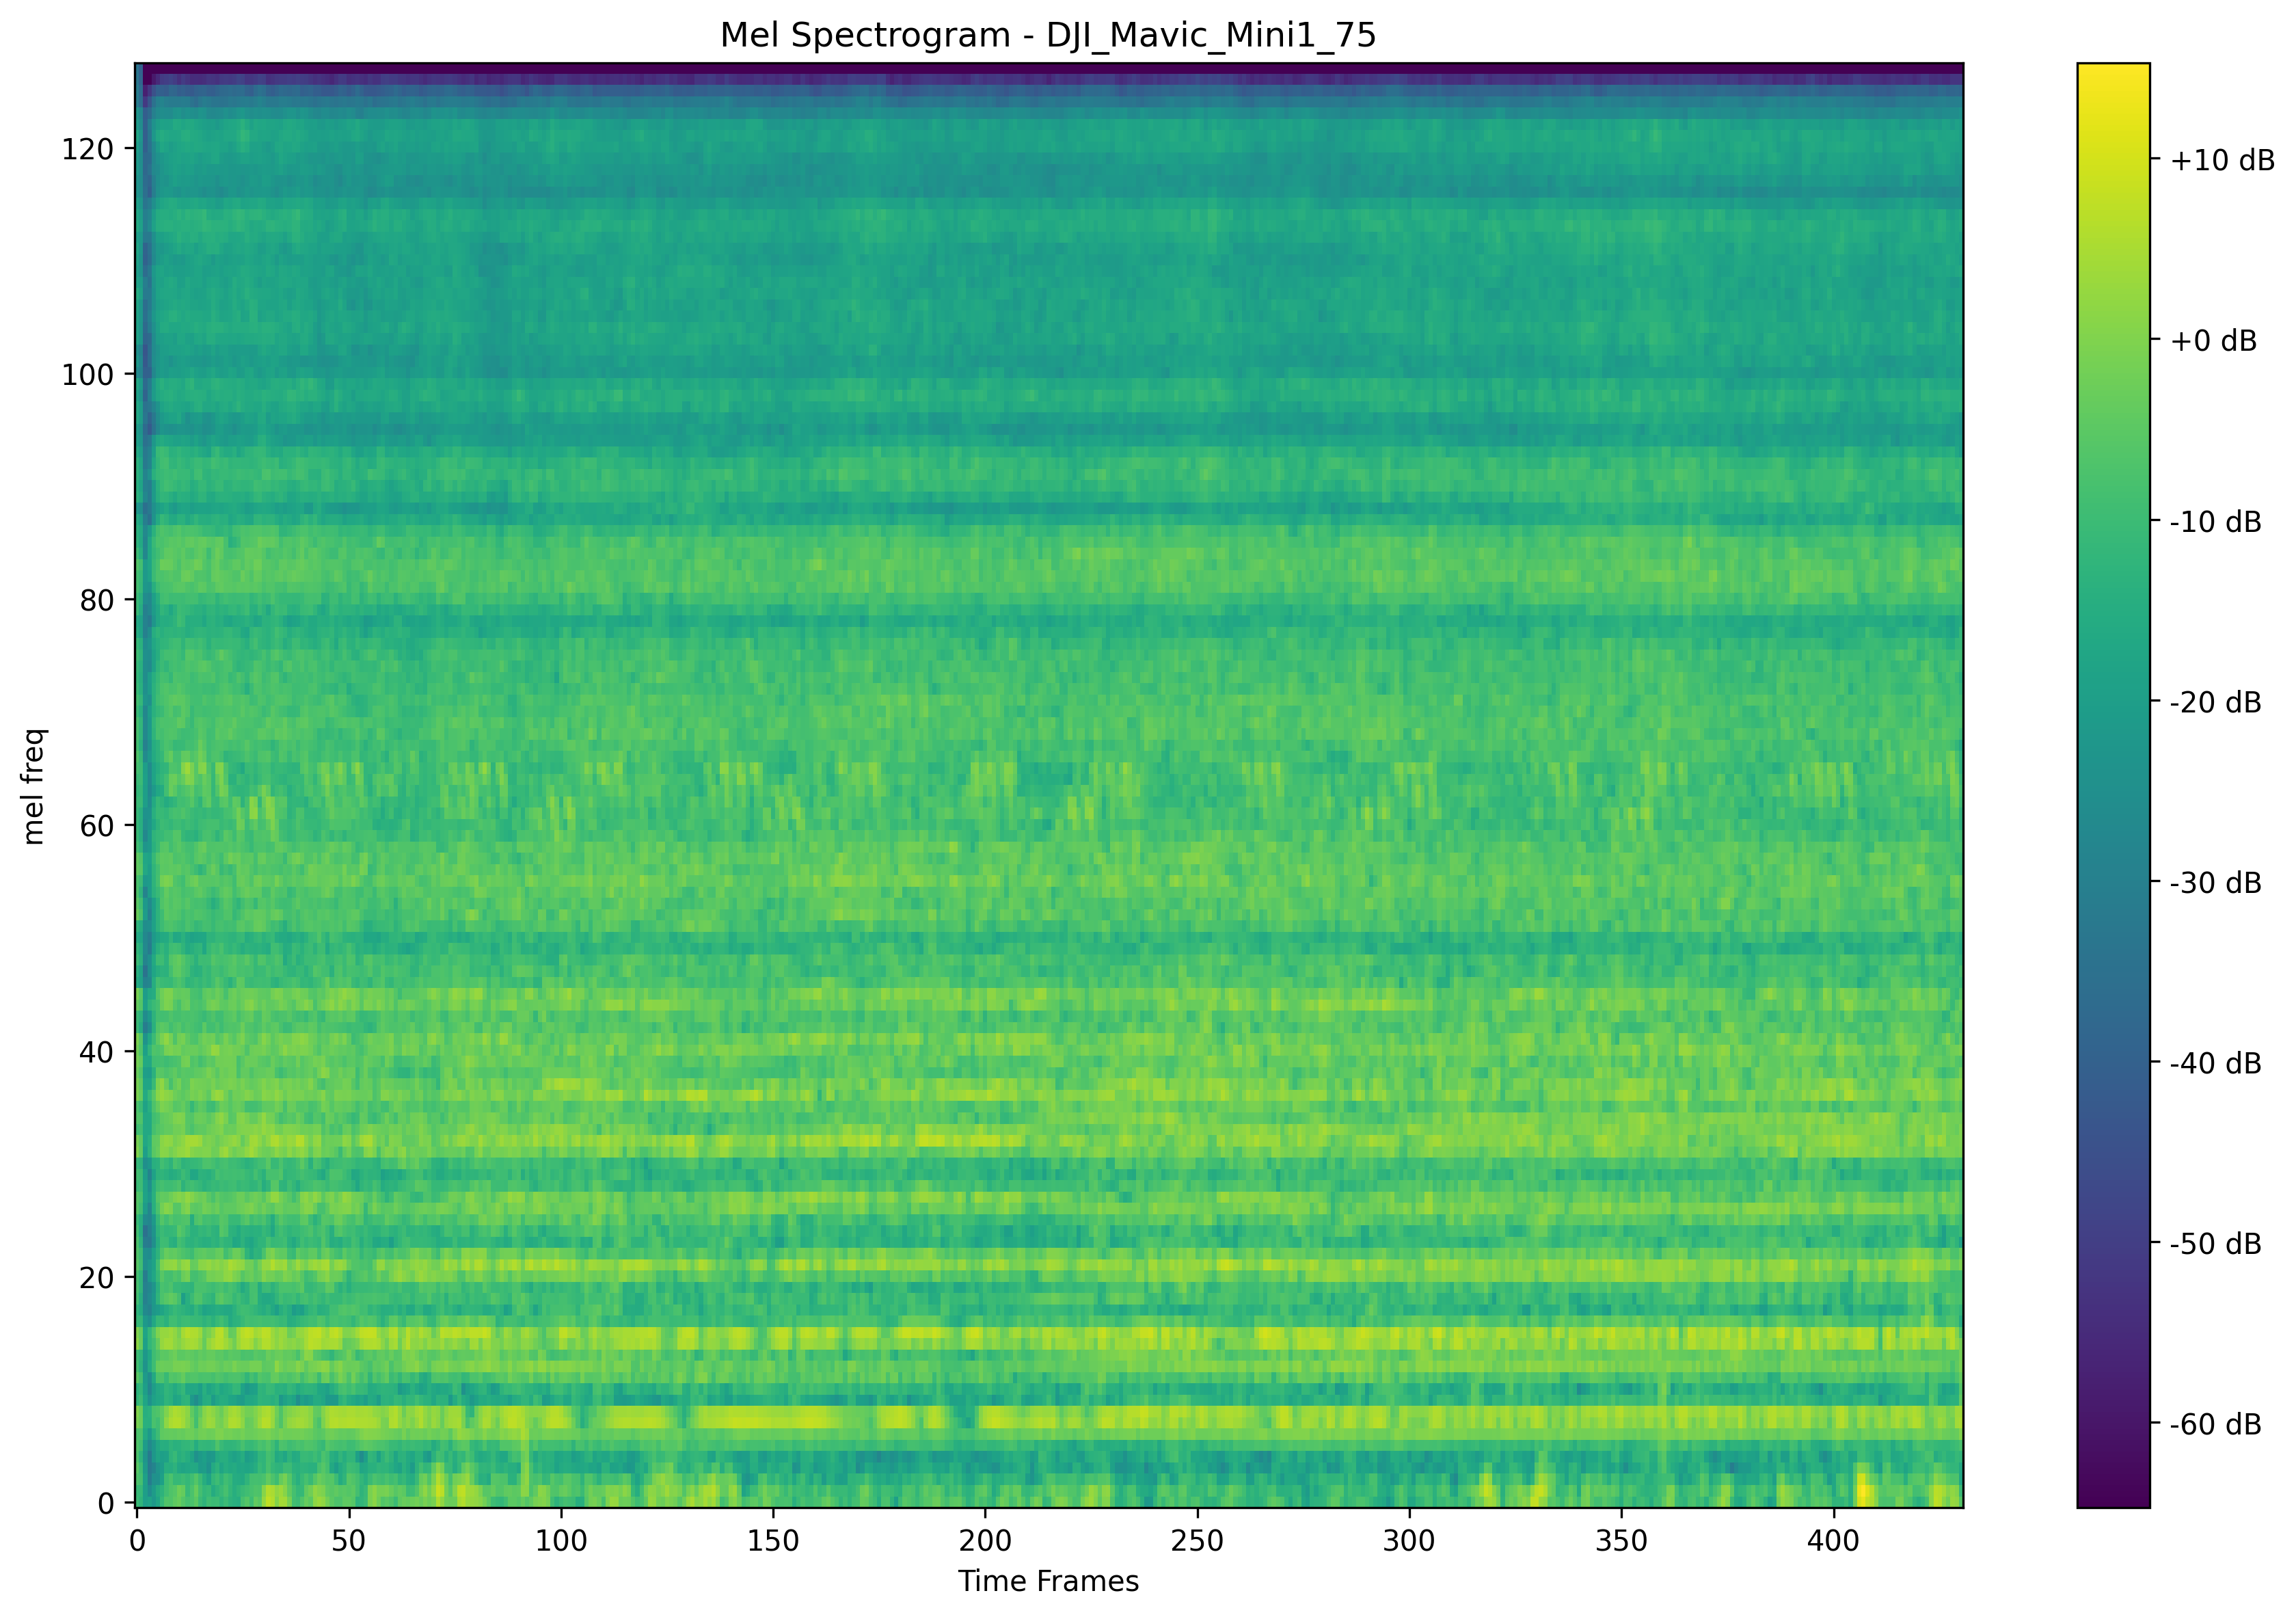 Mel Spectrogram - DJI_Mavic_Mini1_75
mel freq
120
100
80
60
40
20
0
0 50 100 150 200 250 300 350 400
Time Frames
+10 dB
+0 dB
-10 dB
-20 dB
-30 dB
-40 dB
-50 dB
-60 dB